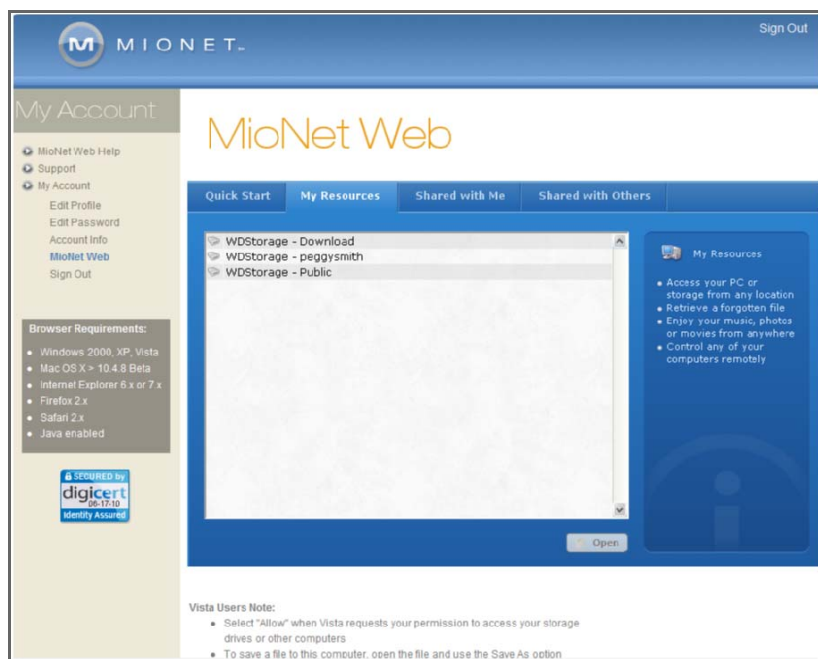 Sign Out
M MIONET™
My Account
MioNet Web Help
Support
My Account
Edit Profile
Edit Password
Account Info
MioNet Web
Sign Out
Browser Requirements:
Windows 2000, XP, Vista
Mac OS X > 10.4.8 Beta
Internet Explorer 6.x or 7.x
Firefox 2.x
Safari 2.x
Java enabled
SECURED by
digicert
06-17-10
Identity Assured
MioNet Web
Quick Start My Resources Shared with Me Shared with Others
WDStorage - Download
WDStorage - peggysmith
WDStorage - Public
Open
My Resources
Access your PC or
storage from any location
Retrieve a forgotten file
Enjoy your music, photos
or movies from anywhere
Control any of your
computers remotely
Vista Users Note:
Select "Allow" when Vista requests your permission to access your storage
drives or other computers
To save a file to this computer, open the file and use the Save As option